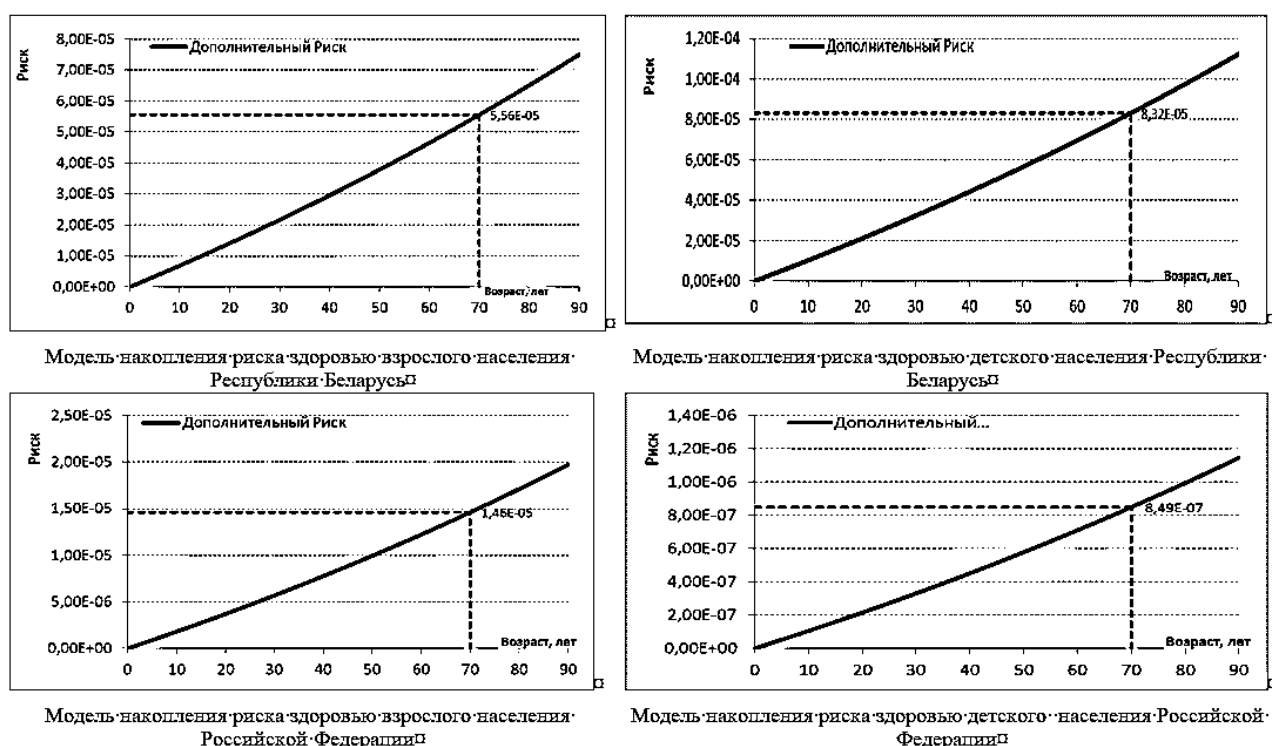 Риск
Дополнительный Риск
8,00E-05
7,00E-05
6,00E-05
5,56E-05
5,00E-05
4,00E-05
3,00E-05
2,00E-05
1,00E-05
0,00E+00
Возраст, лет
0 10 20 30 40 50 60 70 80 90
Модель накопления риска здоровью взрослого населения
Республики Беларусь¤
Риск
Дополнительный Риск
1,20E-04
1,00E-04
8,32E-05
8,00E-05
6,00E-05
4,00E-05
2,00E-05
0,00E+00
Возраст, лет
0 10 20 30 40 50 60 70 80 90
Модель накопления риска здоровью детского населения Республики
Беларусь¤
Риск
Дополнительный Риск
2,50E-05
2,00E-05
1,50E-05
1,46E-05
1,00E-05
5,00E-06
0,00E+00
Возраст, лет
0 10 20 30 40 50 60 70 80 90
Модель накопления риска здоровью взрослого населения
Российской Федерации¤
Риск
Дополнительный...
1,40E-06
1,20E-06
1,00E-06
8,49E-07
8,00E-07
6,00E-07
4,00E-07
2,00E-07
0,00E+00
Возраст, лет
0 10 20 30 40 50 60 70 80 90
Модель накопления риска здоровью детского населения Российской
Федерации¤